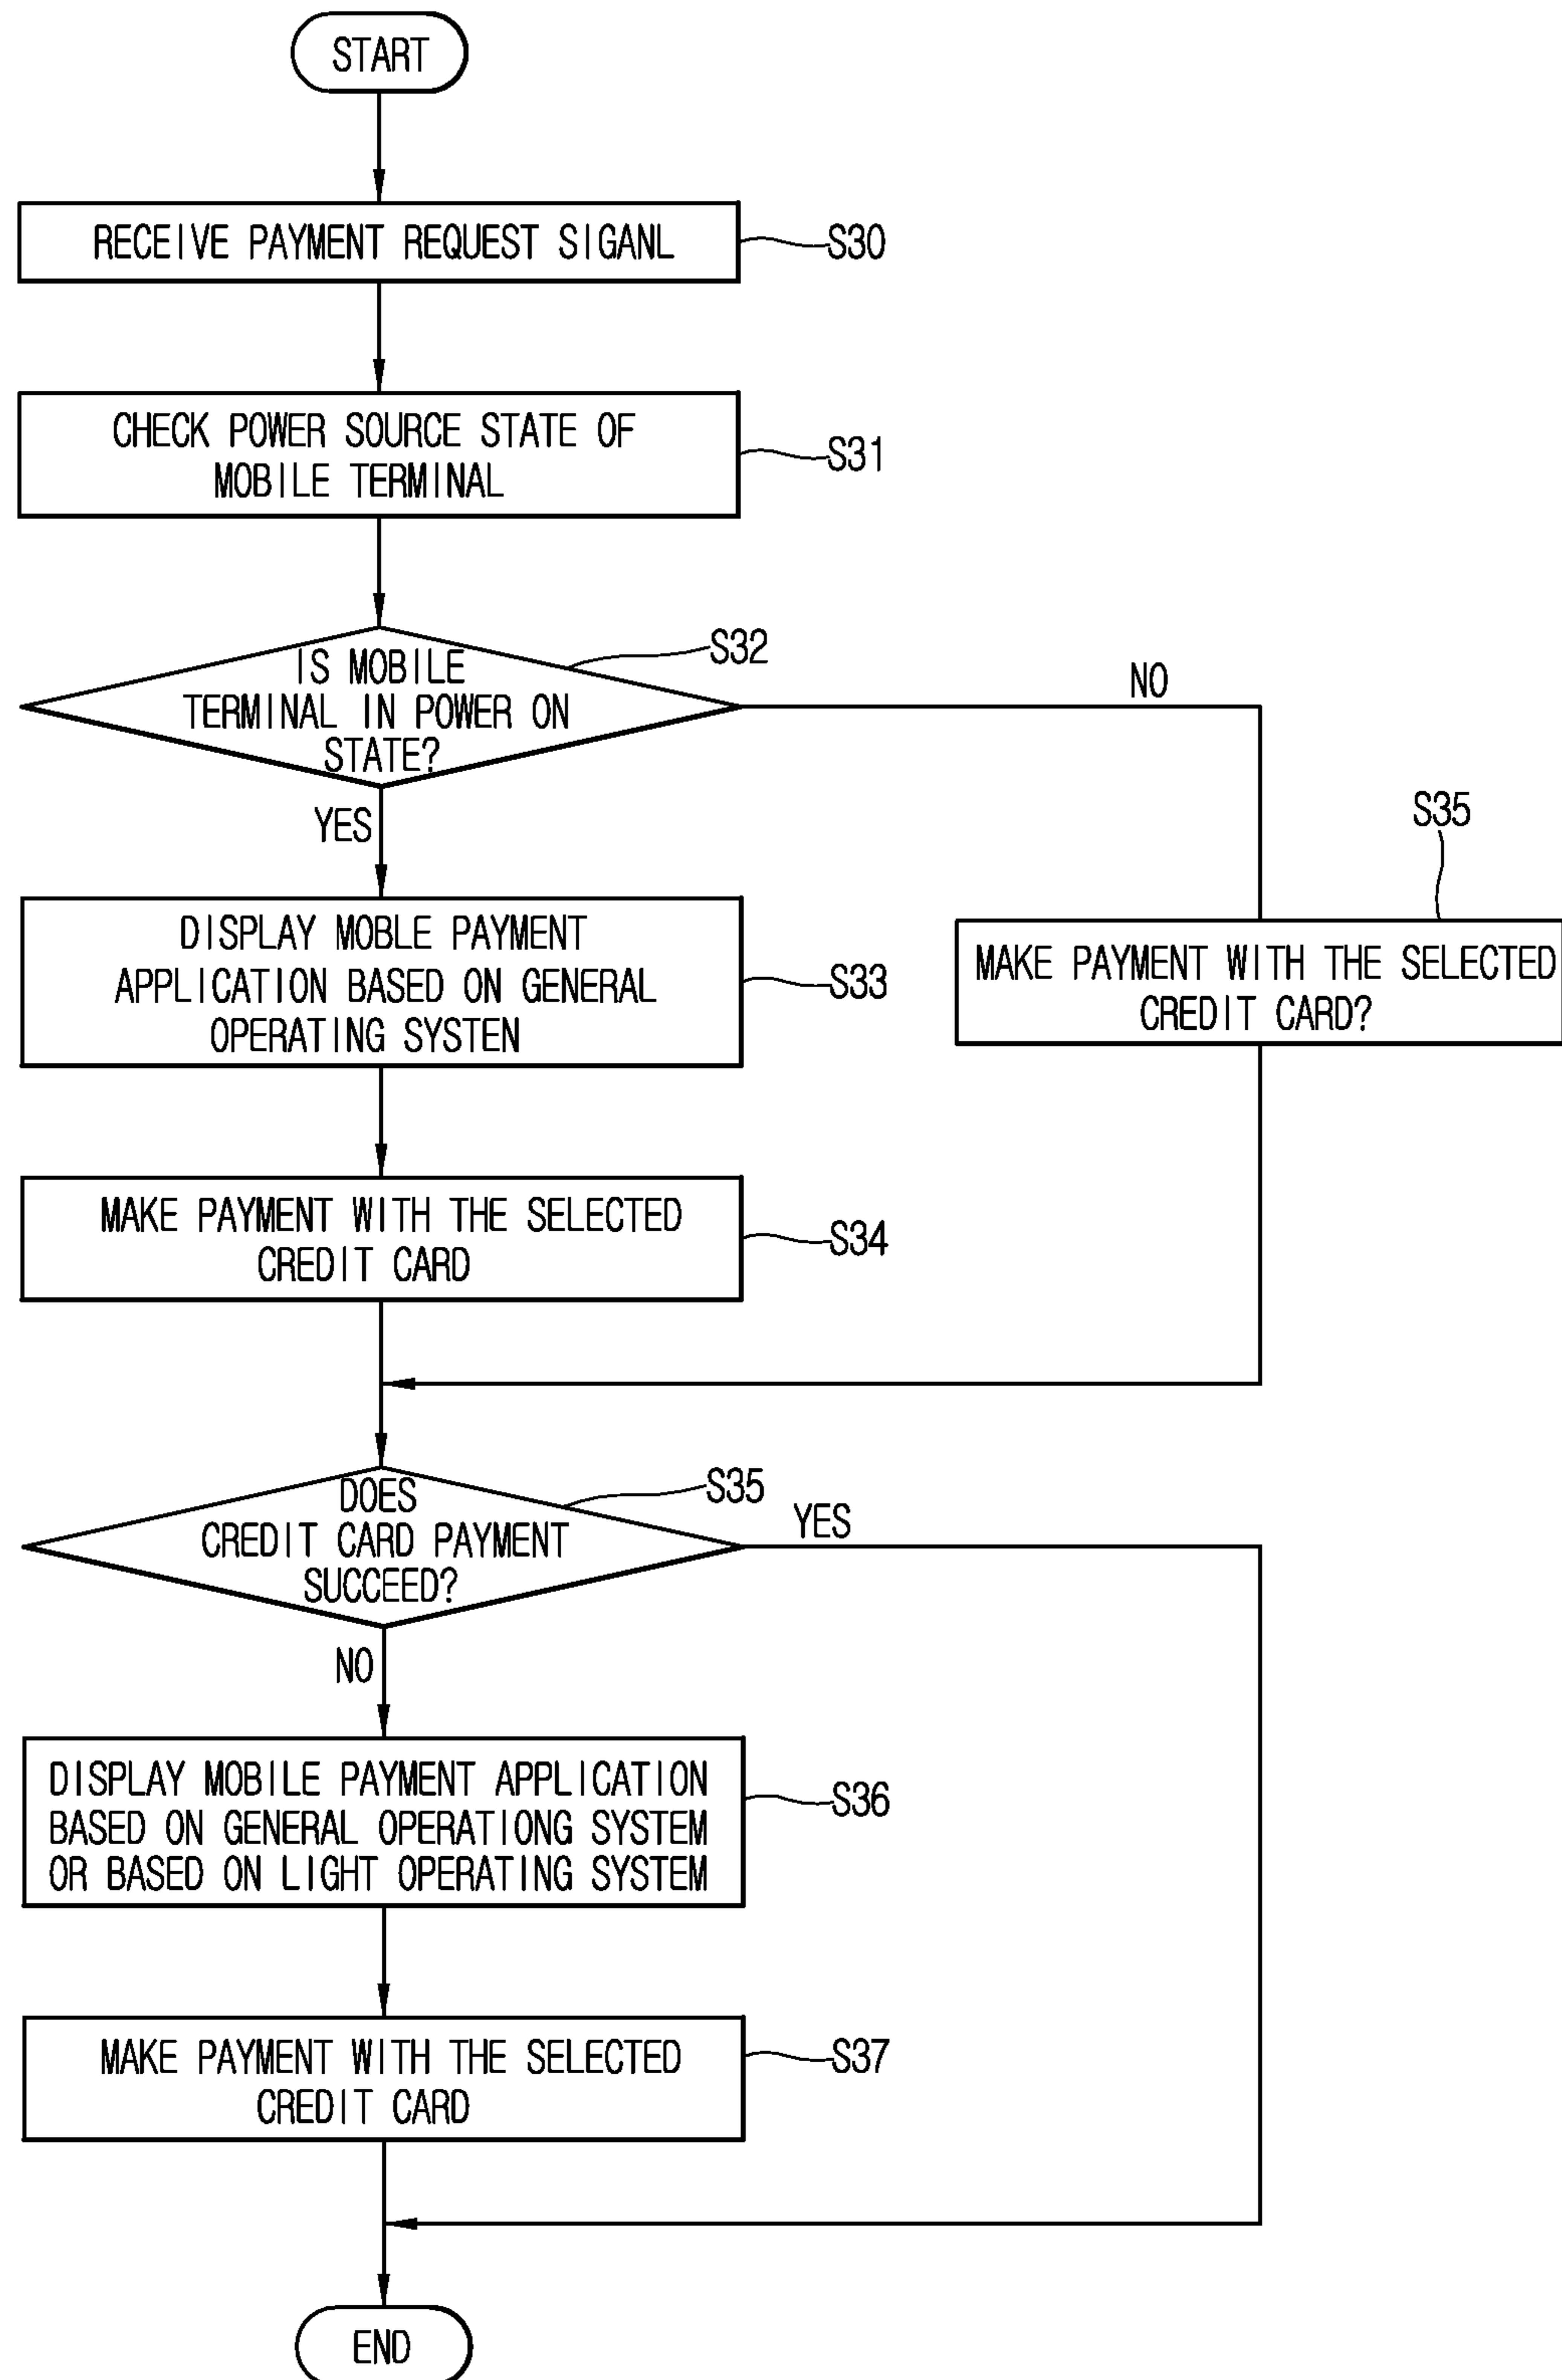 START
RECEIVE PAYMENT REQUEST SIGANL
S30
CHECK POWER SOURCE STATE OF
MOBILE TERMINAL
S31
IS MOBILE
TERMINAL IN POWER ON
STATE?
S32
NO
YES
S35
MAKE PAYMENT WITH THE SELECTED
CREDIT CARD?
DISPLAY MOBLE PAYMENT
APPLICATION BASED ON GENERAL
OPERATING SYSTEN
S33
MAKE PAYMENT WITH THE SELECTED
CREDIT CARD
S34
DOES
CREDIT CARD PAYMENT
SUCCEED?
S35
YES
NO
DISPLAY MOBILE PAYMENT APPLICATION
BASED ON GENERAL OPERATIONG SYSTEM
OR BASED ON LIGHT OPERATING SYSTEM
S36
MAKE PAYMENT WITH THE SELECTED
CREDIT CARD
S37
END